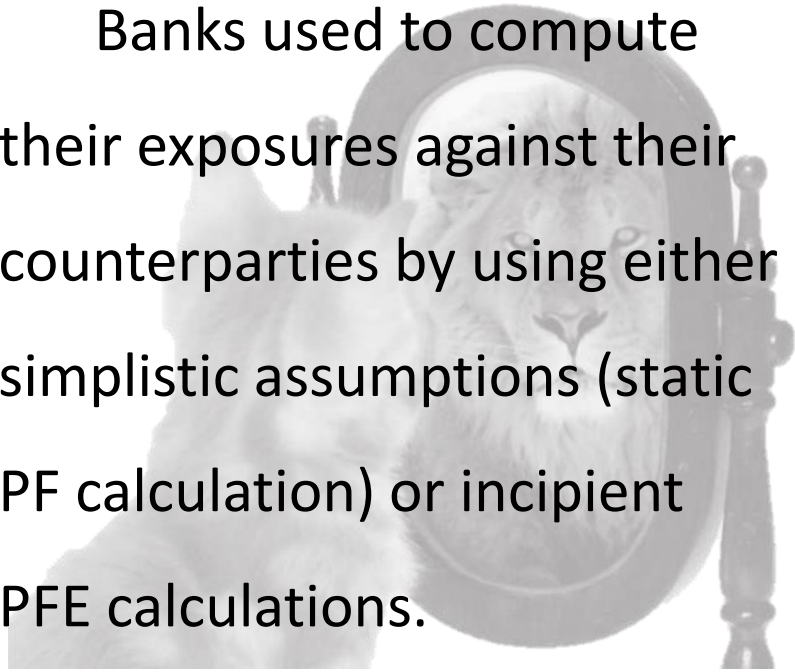 Banks used to compute
their exposures against their
counterparties by using either
simplistic assumptions (static
PF calculation) or incipient
PFE calculations.